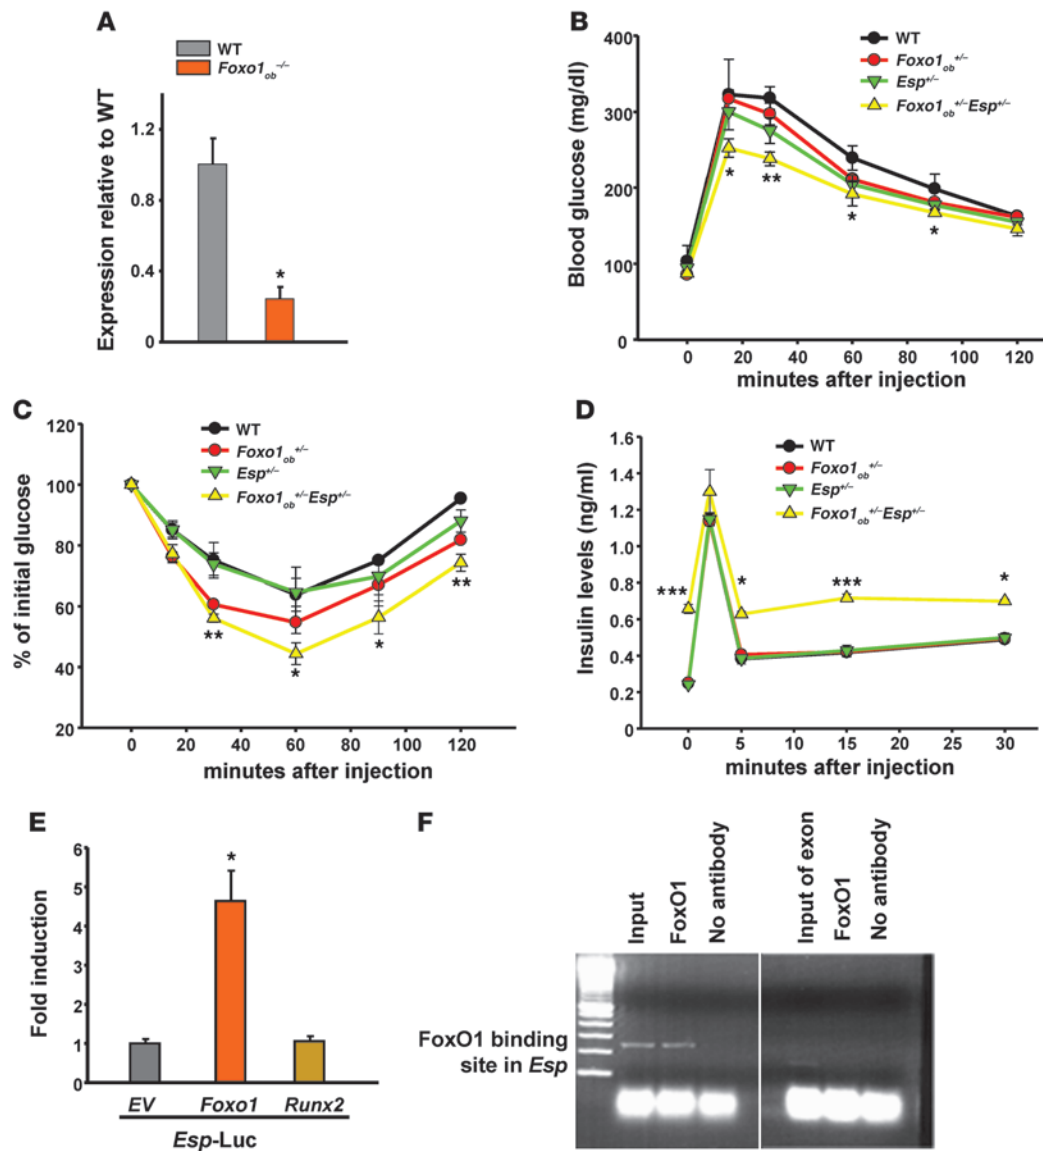 A
WT
Foxo1ob−/−
Expression relative to WT
1.2
0.8
0.4
0
*
B
Blood glucose (mg/dl)
400
300
200
100
0
WT
Foxo1ob+/−
Esp+/−
Foxo1ob+/−Esp+/−
*
**
*
*
0 20 40 60 80 100 120
minutes after injection
C
% of initial glucose
120
100
80
60
40
20
WT
Foxo1ob+/−
Esp+/−
Foxo1ob+/−Esp+/−
**
*
*
**
0 20 40 60 80 100 120
minutes after injection
D
Insulin levels (ng/ml)
1.6
1.4
1.2
1.0
0.8
0.6
0.4
0.2
0
WT
Foxo1ob+/−
Esp+/−
Foxo1ob+/−Esp+/−
***
*
***
*
0 5 10 15 20 25 30
minutes after injection
E
Fold induction
6
5
4
3
2
1
0
*
EV Foxo1 Runx2
Esp-Luc
F
Input
FoxO1
No antibody
Input of exon
FoxO1
No antibody
FoxO1 binding
site in Esp